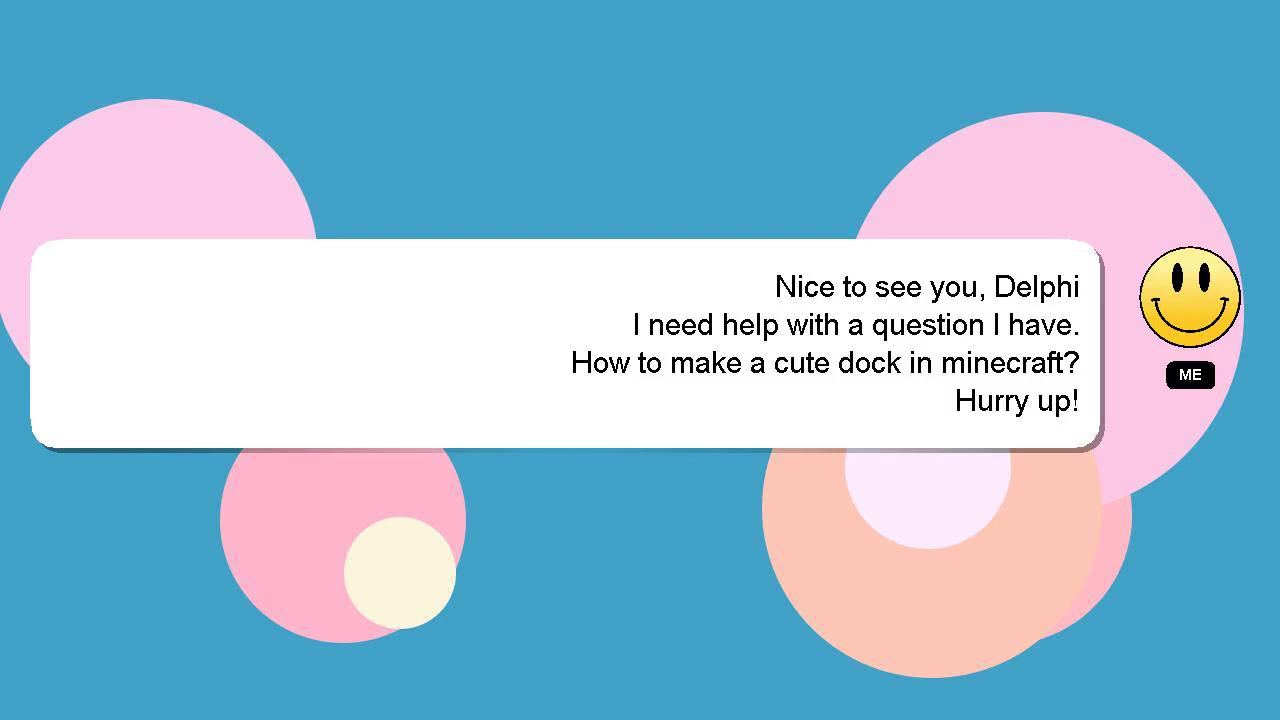 Nice to see you, Delphi
I need help with a question I have.
How to make a cute dock in minecraft?
Hurry up!
ME